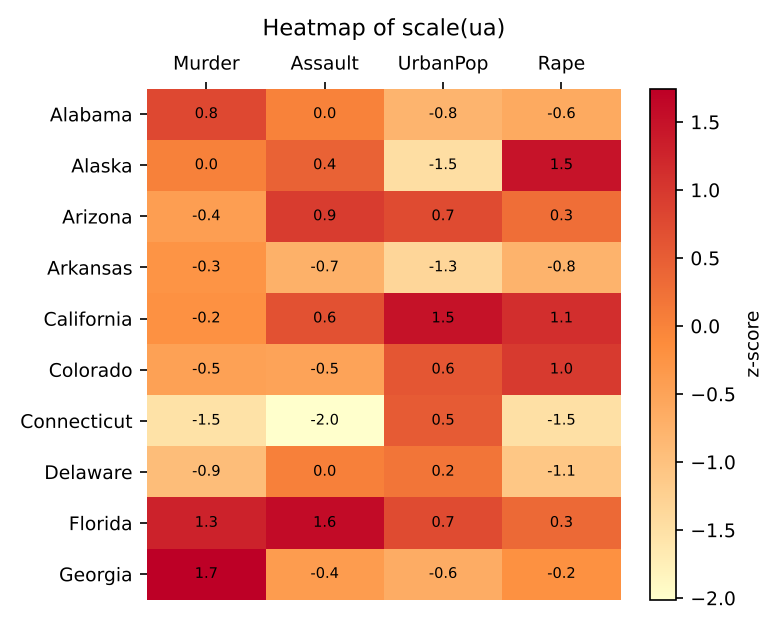 Heatmap of scale(ua)
Murder Assault UrbanPop Rape
Alabama 0.8 0.0 -0.8 -0.6
Alaska 0.0 0.4 -1.5 1.5
Arizona -0.4 0.9 0.7 0.3
Arkansas -0.3 -0.7 -1.3 -0.8
California -0.2 0.6 1.5 1.1
Colorado -0.5 -0.5 0.6 1.0
Connecticut -1.5 -2.0 0.5 -1.5
Delaware -0.9 0.0 0.2 -1.1
Florida 1.3 1.6 0.7 0.3
Georgia 1.7 -0.4 -0.6 -0.2
1.5
1.0
0.5
0.0
−0.5
−1.0
−1.5
−2.0
z-score